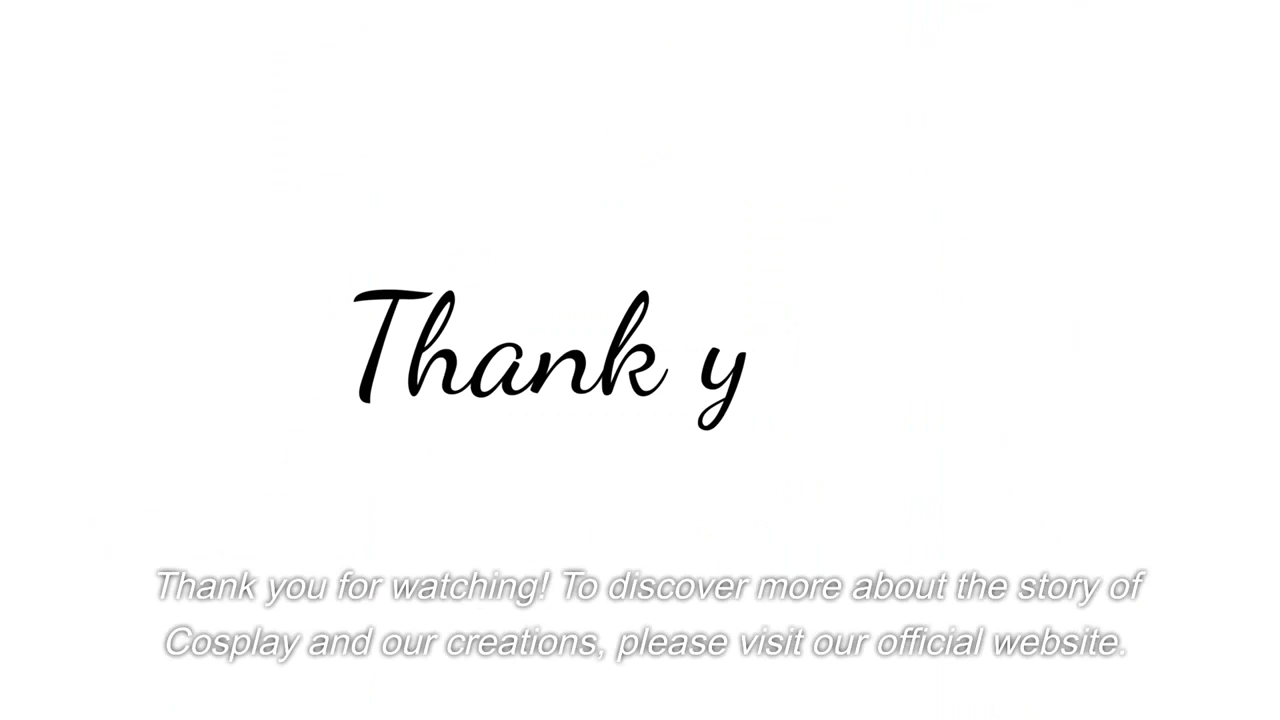 Thank y
Thank you for watching! To discover more about the story of
Cosplay and our creations, please visit our official website.